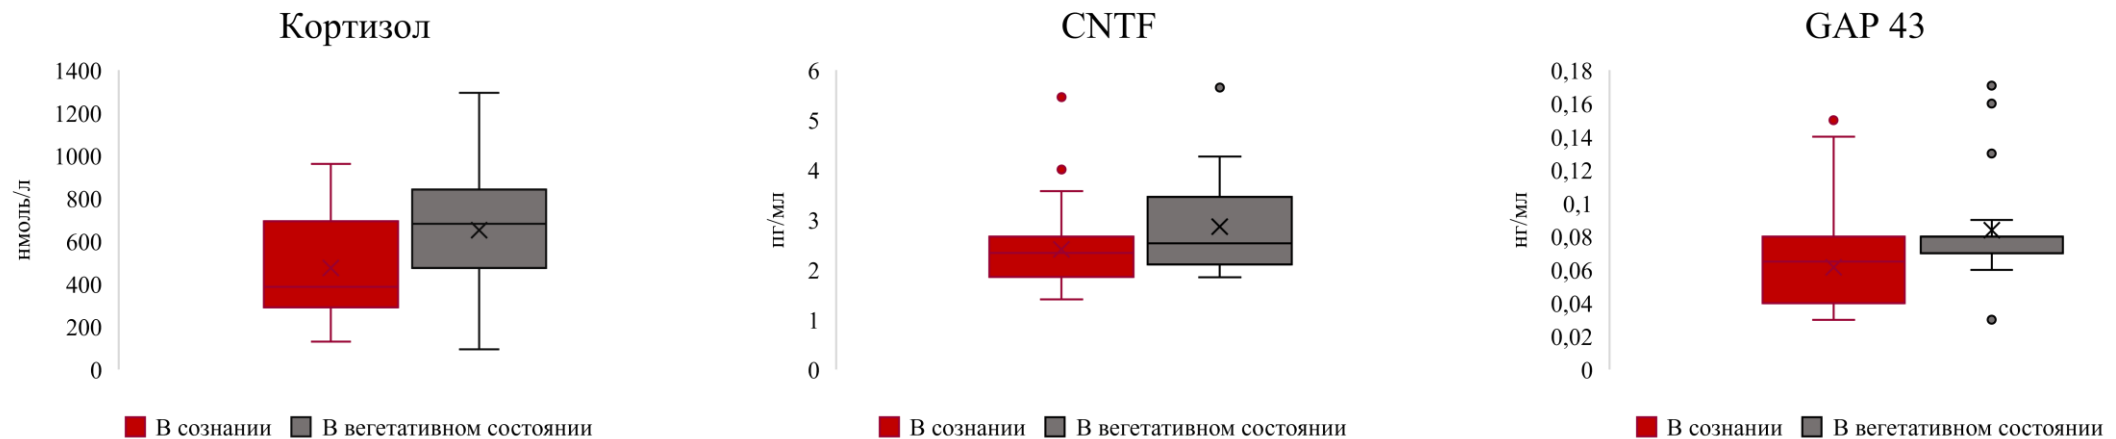 Кортизол
1400
1200
1000
800
600
400
200
0
нмоль/л
В сознании
В вегетативном состоянии
CNTF
6
5
4
3
2
1
0
пг/мл
В сознании
В вегетативном состоянии
GAP 43
0,18
0,16
0,14
0,12
0,1
0,08
0,06
0,04
0,02
0
нг/мл
В сознании
В вегетативном состоянии